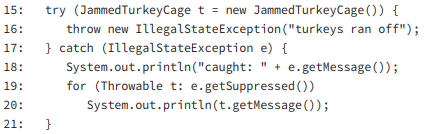 15: try (JammedTurkeyCage t = new JammedTurkeyCage()) {
16: throw new IllegalStateException("turkeys ran off");
17: } catch (IllegalStateException e) {
18: System.out.println("caught: " + e.getMessage());
19: for (Throwable t: e.getSuppressed())
20: System.out.println(t.getMessage());
21: }